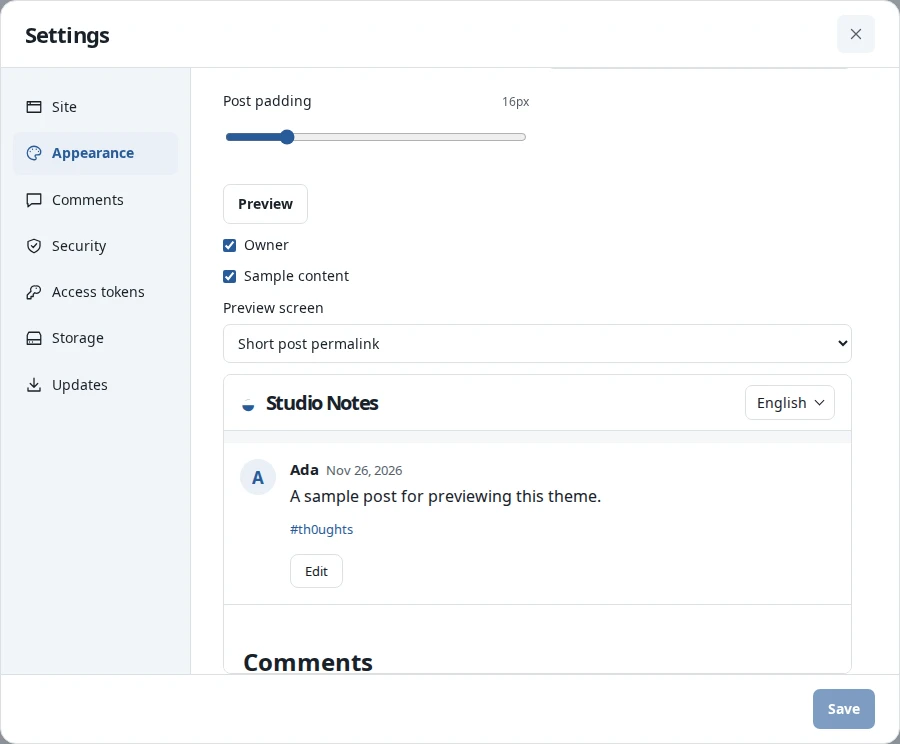 Settings
Site
Appearance
Comments
Security
Access tokens
Storage
Updates
Post padding 16px
Preview
Owner
Sample content
Preview screen
Short post permalink
Studio Notes English
A Ada Nov 26, 2026
A sample post for previewing this theme.
#th0ughts
Edit
Comments
Save